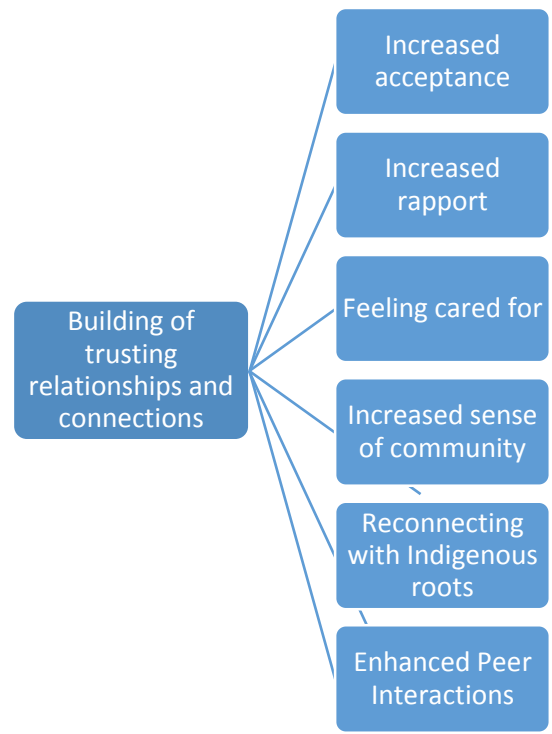 Building of
trusting
relationships and
connections
Increased
acceptance
Increased
rapport
Feeling cared for
Increased sense
of community
Reconnecting
with Indigenous
roots
Enhanced Peer
Interactions